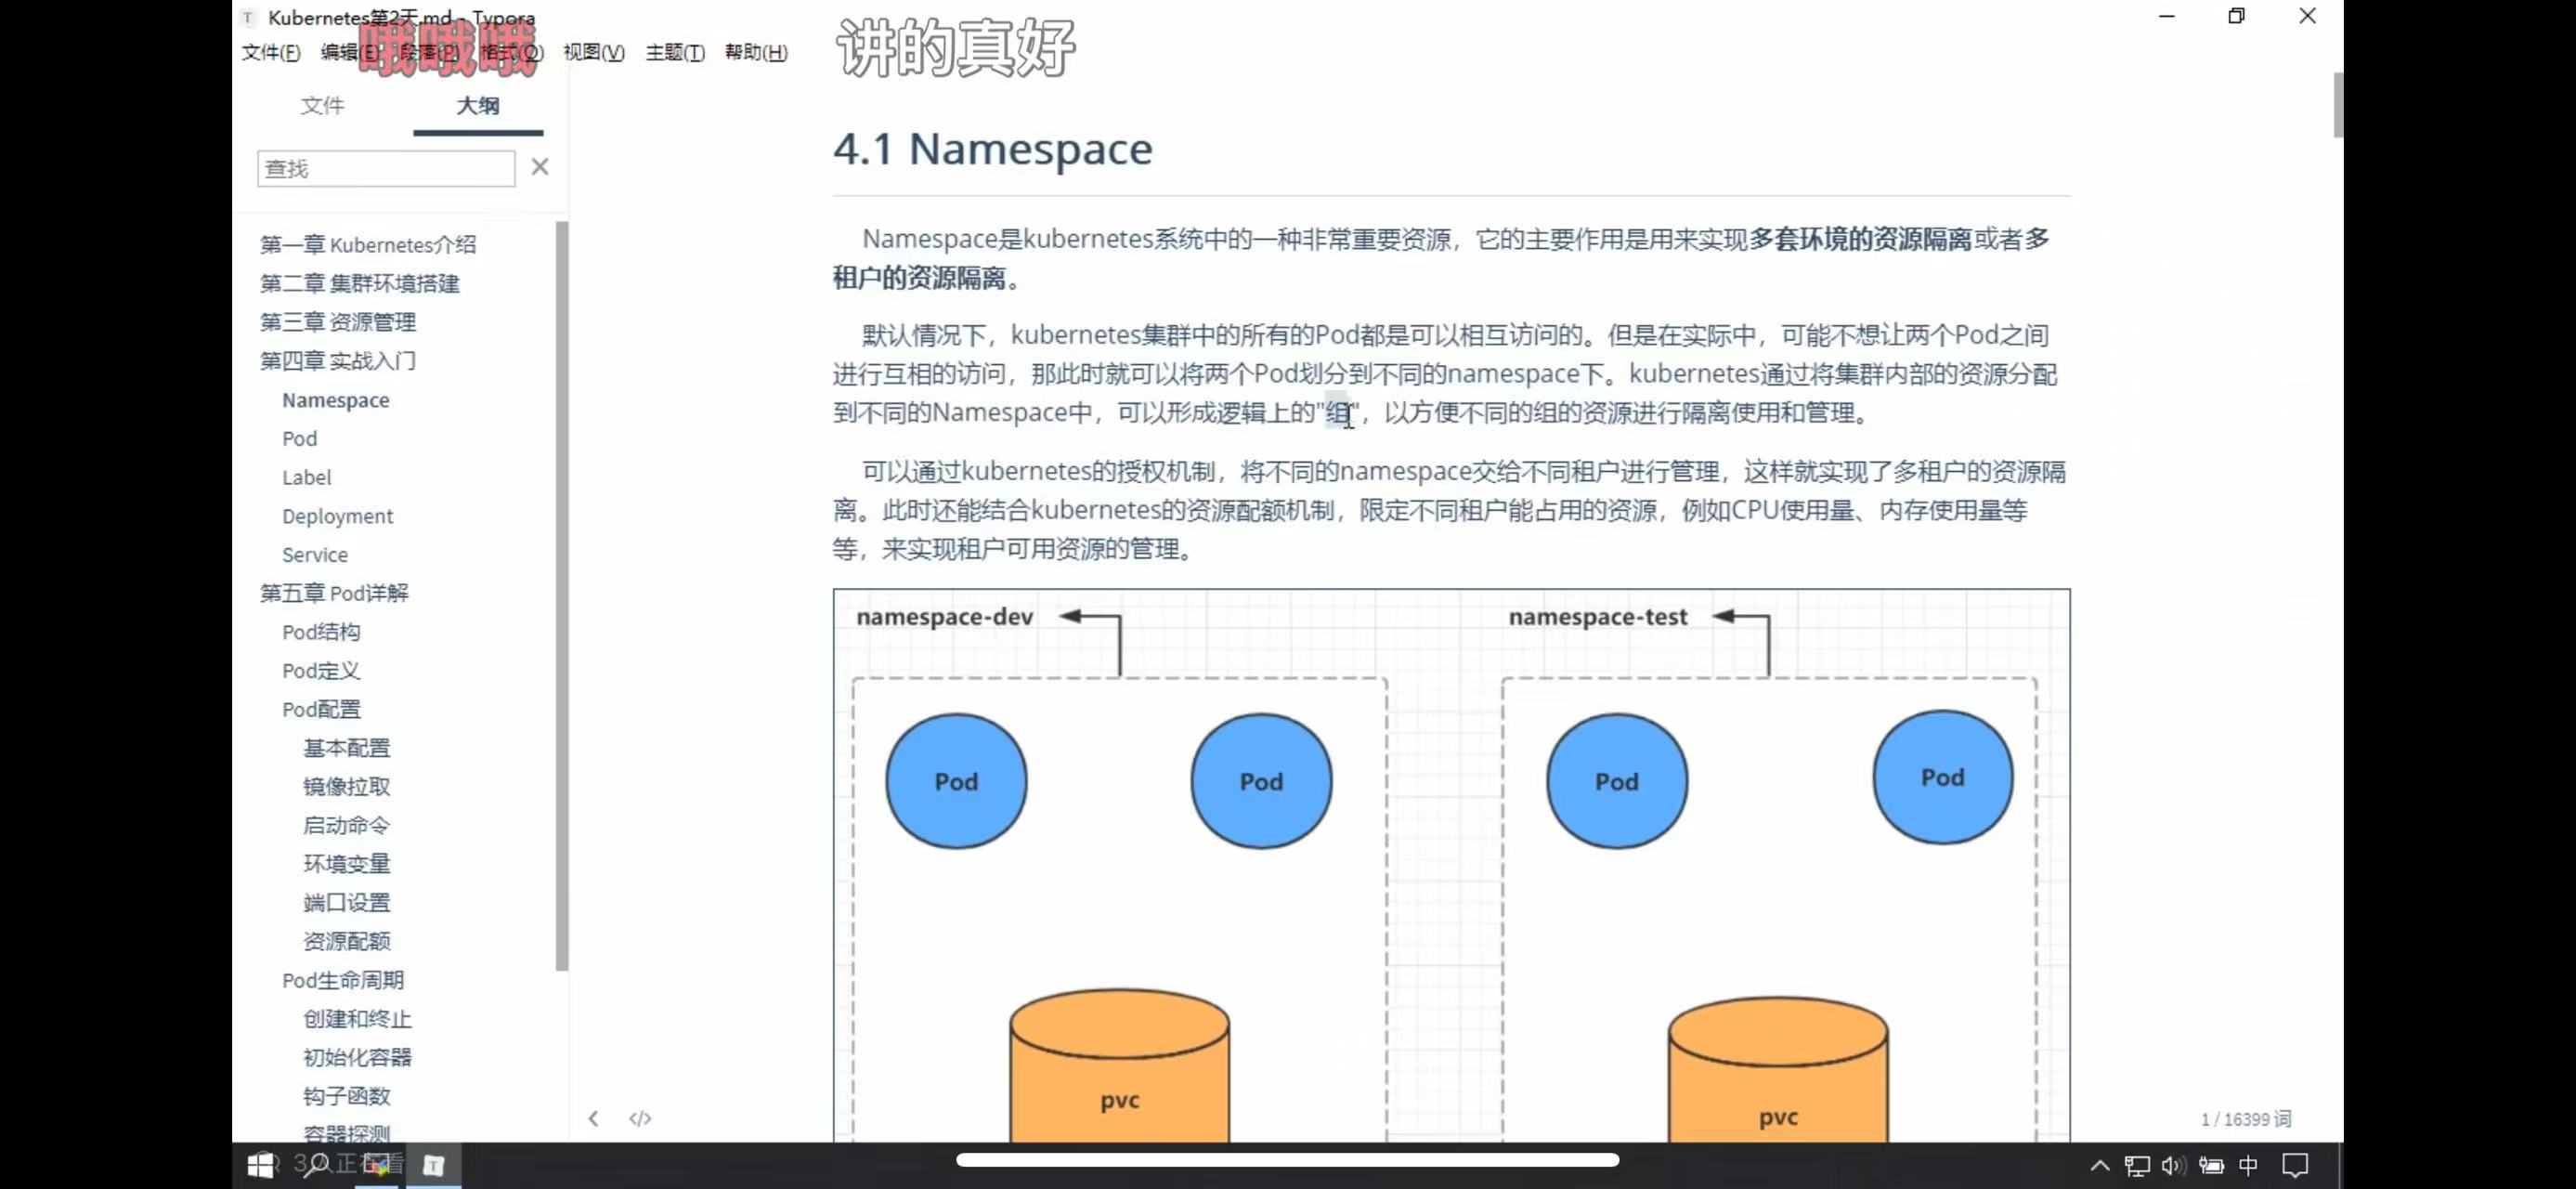 Kubernetes第2天.md - Typora
文件(F) 编辑(E) 段落(P) 格式(O) 视图(V) 主题(T) 帮助(H)
哦哦哦
讲的真好
文件 大纲
查找
第一章 Kubernetes介绍
第二章 集群环境搭建
第三章 资源管理
第四章 实战入门
Namespace
Pod
Label
Deployment
Service
第五章 Pod详解
Pod结构
Pod定义
Pod配置
基本配置
镜像拉取
启动命令
环境变量
端口设置
资源配额
Pod生命周期
创建和终止
初始化容器
钩子函数
容器探测
4.1 Namespace
Namespace是kubernetes系统中的一种非常重要资源，它的主要作用是用来实现多套环境的资源隔离或者多
租户的资源隔离。
默认情况下，kubernetes集群中的所有的Pod都是可以相互访问的。但是在实际中，可能不想让两个Pod之间
进行互相的访问，那此时就可以将两个Pod划分到不同的namespace下。kubernetes通过将集群内部的资源分配
到不同的Namespace中，可以形成逻辑上的"组"，以方便不同的组的资源进行隔离使用和管理。
可以通过kubernetes的授权机制，将不同的namespace交给不同租户进行管理，这样就实现了多租户的资源隔
离。此时还能结合kubernetes的资源配额机制，限定不同租户能占用的资源，例如CPU使用量、内存使用量等
等，来实现租户可用资源的管理。
namespace-dev
namespace-test
Pod
Pod
Pod
Pod
pvc
pvc
1 / 16399 词
正在看
中